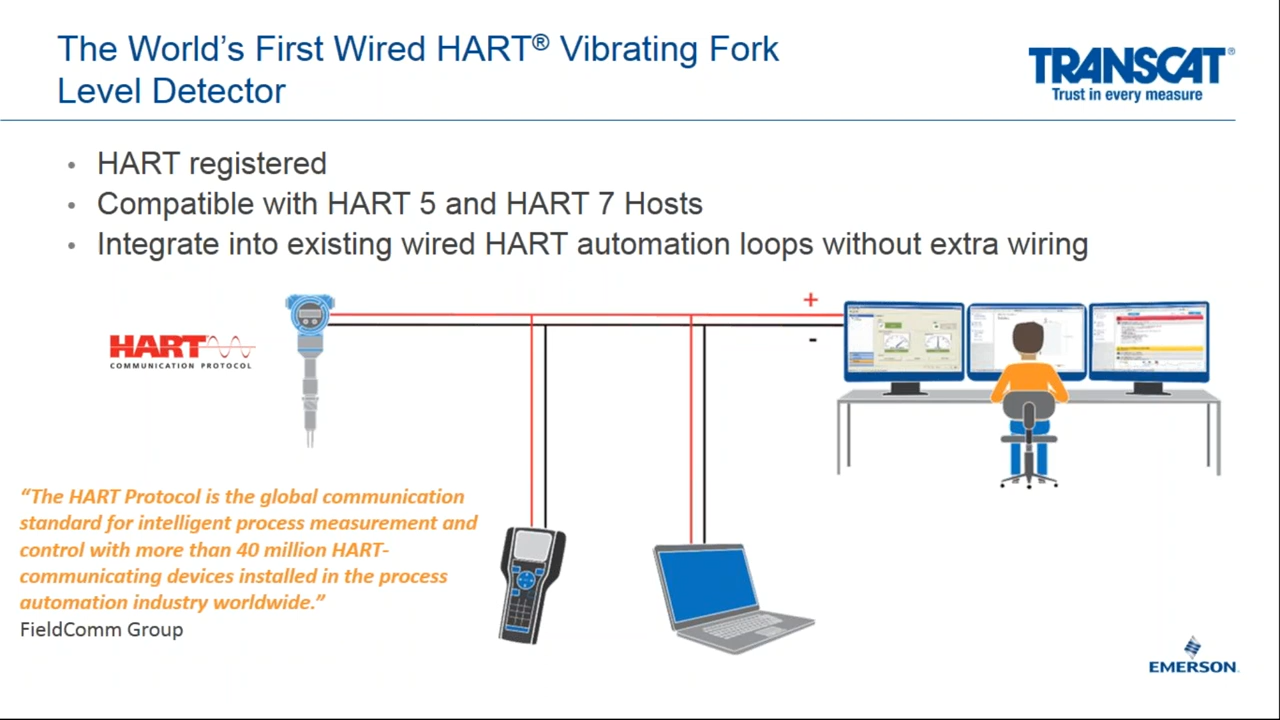 The World's First Wired HART® Vibrating Fork
Level Detector
TRANSCAT®
Trust in every measure
• HART registered
• Compatible with HART 5 and HART 7 Hosts
• Integrate into existing wired HART automation loops without extra wiring
+
-
HART
COMMUNICATION PROTOCOL
“The HART Protocol is the global communication
standard for intelligent process measurement and
control with more than 40 million HART-
communicating devices installed in the process
automation industry worldwide.”
FieldComm Group
EMERSON